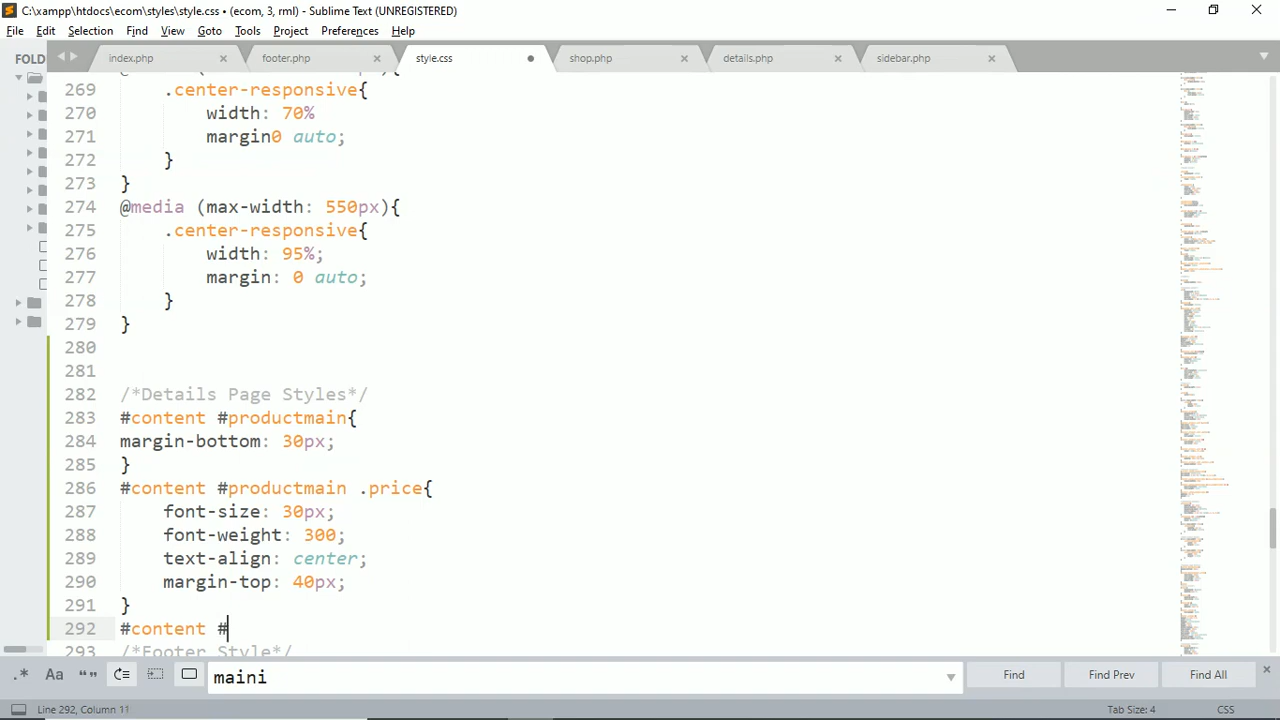 C:\xampp\htdocs\ecom\styles\style.css • (ecom, 3, rml) - Sublime Text (UNREGISTERED)
File Edit Selection Find View Goto Tools Project Preferences Help
FOLD index.php footer.php style.css shop.php details.php sidebar.php
269 .center-responsive{
270 width: 70%
271 margin0 auto;
272 }
273 }
274 @media (max-width: 550px){
275 .center-responsive{
276 width: 95%;
277 margin: 0 auto;
278 }
279 }
280
281
282 /*Details Page Styles*/
283 #content #productmain{
284 margin-bottom: 30px;
285 }
286 #content #productmain .price{
287 font-size: 30px;
288 font-weight: 300;
289 text-align: center;
290 margin-top: 40px;
291 }
292 #content #
293 /*Footer Style*/
.* Aa “” maini Find Find Prev Find All
Line 292, Column 11 Tab Size: 4 CSS